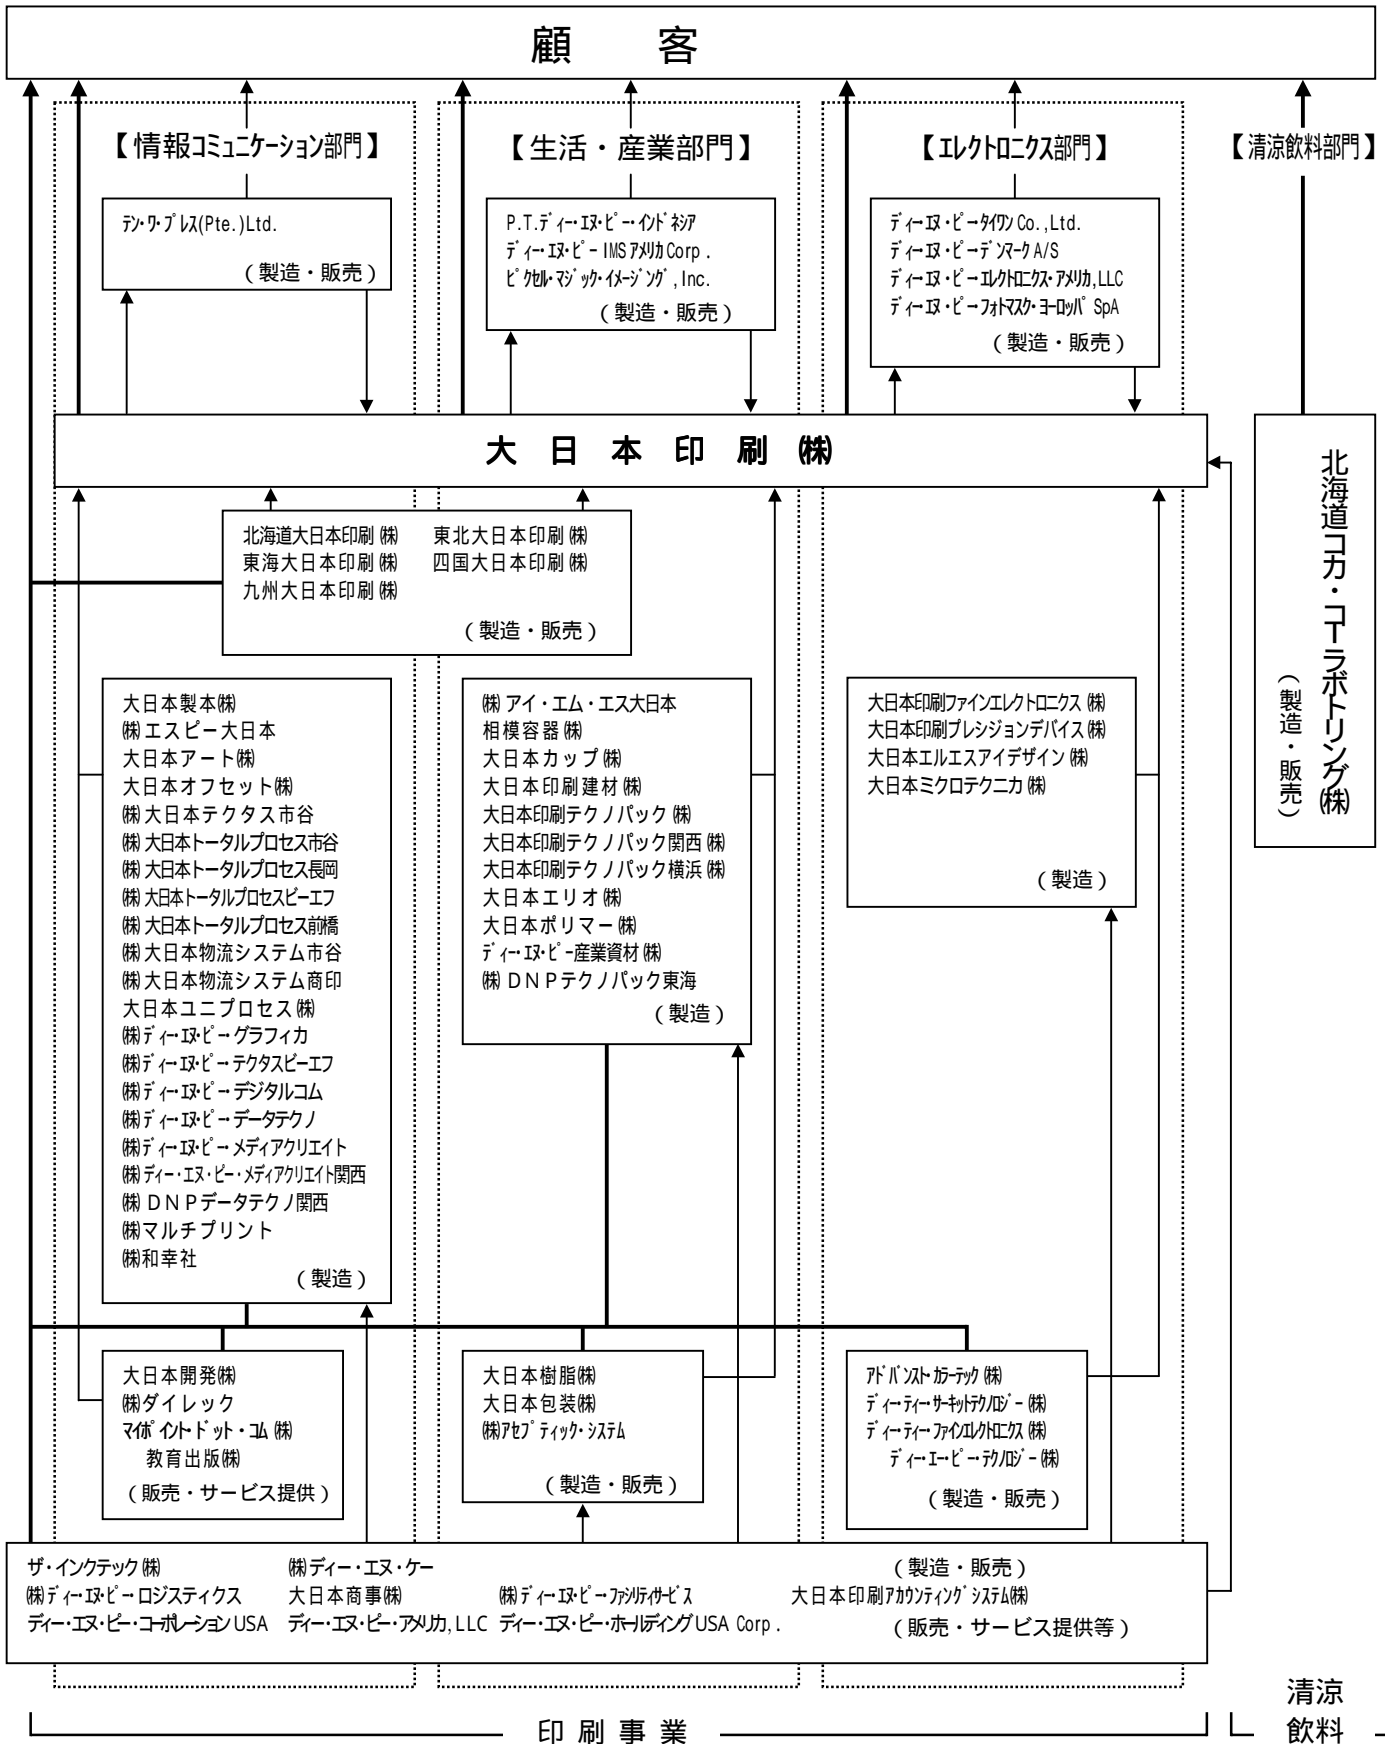 顧　客
【情報コミュニケーション部門】
テン・ワ・プレス(Pte.)Ltd.
（製造・販売）
【生活・産業部門】
P.T.ディー・エヌ・ピー・インドネシア
ディー・エヌ・ピー IMSアメリカCorp.
ピクセル・マジック・イメージング,Inc.
（製造・販売）
【エレクトロニクス部門】
ディー・エヌ・ピー・タイワンCo.,Ltd.
ディー・エヌ・ピー・デンマークA/S
ディー・エヌ・ピー・エレクトロニクス・アメリカ,LLC
ディー・エヌ・ピー・フォトマスク・ヨーロッパ SpA
（製造・販売）
【清涼飲料部門】
北海道コカ・コーラボトリング㈱
（製造・販売）
大日本印刷㈱
北海道大日本印刷㈱　東北大日本印刷㈱
東海大日本印刷㈱　四国大日本印刷㈱
九州大日本印刷㈱
（製造・販売）
大日本製本㈱
㈱エスピー大日本
大日本アート㈱
大日本オフセット㈱
㈱大日本テクタス市谷
㈱大日本トータルプロセス市谷
㈱大日本トータルプロセス長岡
㈱大日本トータルプロセスビーエフ
㈱大日本トータルプロセス前橋
㈱大日本物流システム市谷
㈱大日本物流システム商印
大日本ユニプロセス㈱
㈱ディー・エヌ・ピー・グラフィカ
㈱ディー・エヌ・ピー・テクタスビーエフ
㈱ディー・エヌ・ピー・デジタルコム
㈱ディー・エヌ・ピー・データテクノ
㈱ディー・エヌ・ピー・メディアクリエイト
㈱ディー・エヌ・ピー・メディアクリエイト関西
㈱ＤＮＰデータテクノ関西
㈱マルチプリント
㈱和幸社
（製造）
㈱アイ・エム・エス大日本
相模容器㈱
大日本カップ㈱
大日本印刷建材㈱
大日本印刷テクノパック㈱
大日本印刷テクノパック関西㈱
大日本印刷テクノパック横浜㈱
大日本エリオ㈱
大日本ポリマー㈱
ディー・エヌ・ピー産業資材㈱
㈱ＤＮＰテクノパック東海
（製造）
大日本印刷ファインエレクトロニクス㈱
大日本印刷プレシジョンデバイス㈱
大日本エルエスアイデザイン㈱
大日本ミクロテクニカ㈱
（製造）
大日本開発㈱
㈱ダイレック
マイポイント・ドット・コム㈱
教育出版㈱
（販売・サービス提供）
大日本樹脂㈱
大日本包装㈱
㈱アセプティック・システム
（製造・販売）
アドバンスト・カラーテック㈱
ディー・ティー・サーキットテクノロジー㈱
ディー・ティー・ファインエレクトロニクス㈱
ディー・エー・ピー・テクノロジー㈱
（製造・販売）
ザ・インクテック㈱　㈱ディー・エヌ・ケー　（製造・販売）
㈱ディー・エヌ・ピー・ロジスティクス　大日本商事㈱　㈱ディー・エヌ・ピー・ファシリティサービス　大日本印刷アカウンティングシステム㈱
ディー・エヌ・ピー・コーポレーションUSA　ディー・エヌ・ピー・アメリカ,LLC　ディー・エヌ・ピー・ホールディングUSA Corp.　（販売・サービス提供等）
印刷事業
清涼
飲料